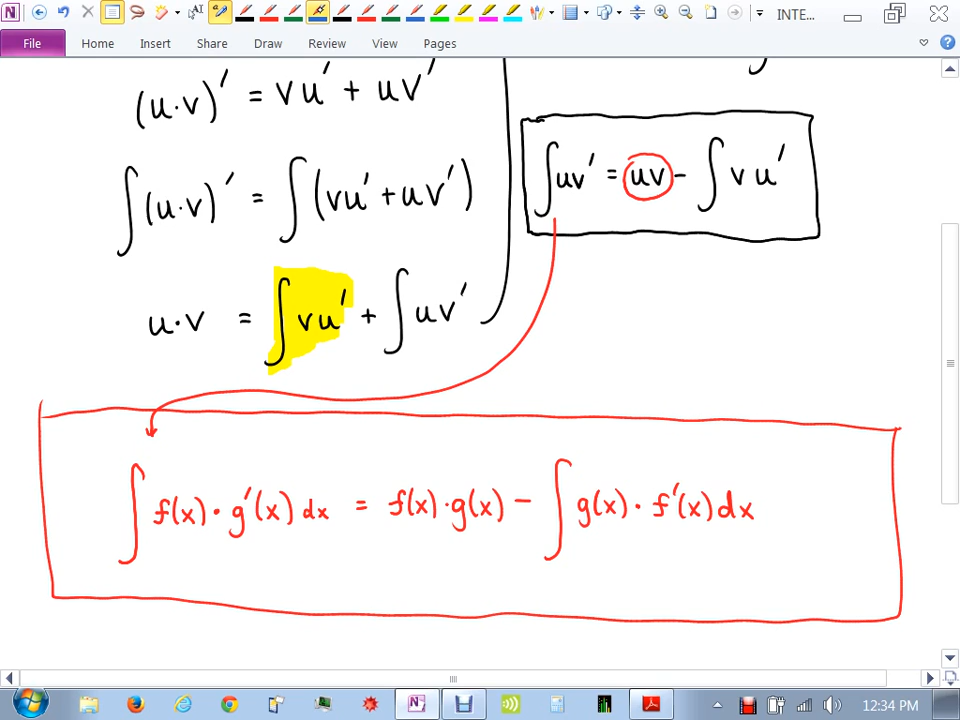 INTE...
File Home Insert Share Draw Review View Pages
(u·v)' = vu' + uv'
∫uv' = uv - ∫vu'
∫(u·v)' = ∫(vu' + uv')
u·v = ∫vu' + ∫uv'
∫f(x)·g'(x)dx = f(x)·g(x) - ∫g(x)·f'(x)dx
12:34 PM